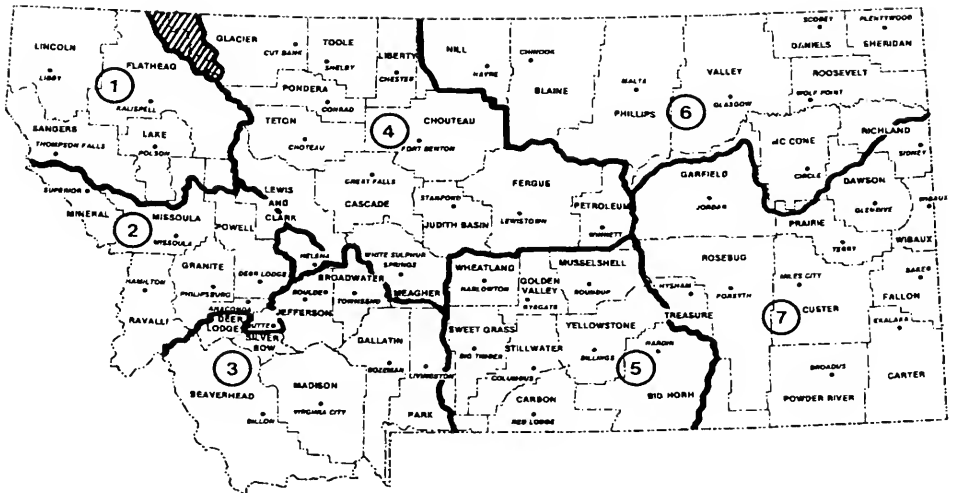 SCOBEY
PLENTYWOOD
GLACIER
TOOLE
LIBERTY
NILL
CHINOOK
DANIELS
SHERIDAN
LINCOLN
CUT BANK
SHELBY
CHESTER
HAVRE
BLAINE
MALTA
VALLEY
ROOSEVELT
FLATHEAD
LIBBY
1
PONDERA
CONRAD
PHILLIPS
6
GLASGOW
WOLF POINT
KALISPELL
TETON
4
CHOUTEAU
SANDERS
LAKE
CHOTEAU
FORT BENTON
MC CONE
RICHLAND
THOMPSON FALLS
POLSON
SIDNEY
GREAT FALLS
FERGUS
GARFIELD
CIRCLE
DAWSON
SUPERIOR
LEWIS
AND
CLARK
CASCADE
STANFORD
PETROLEUM
JORDAN
GLENDIVE
WIBAUX
MINERAL
2
MISSOULA
POWELL
JUDITH BASIN
LEWISTOWN
WINNETT
PRAIRIE
MISSOULA
TERRY
WIBAUX
HELENA
WHITE SULPHUR
SPRINGS
WHEATLAND
MUSSELSHELL
ROSEBUG
GRANITE
DEER LODGE
BROADWATER
MEAGHER
HARLOWTON
GOLDEN
VALLEY
ROUNDUP
HYSHAM
MILES CITY
BAKER
HAMILTON
PHILIPSBURG
BOULDER
TOWNSEND
RYEGATE
FORSYTH
7
CUSTER
FALLON
RAVALLI
ANACONDA
DEER
LODGE
BUTTE
JEFFERSON
TREASURE
SILVER
BOW
SWEET GRASS
YELLOWSTONE
EKALAKA
GALLATIN
STILLWATER
HARDIN
3
BIG TIMBER
BILLINGS
5
BEAVERHEAD
BOZEMAN
LIVINGSTON
COLUMBUS
BROADUS
CARTER
MADISON
CARBON
BIG HORH
POWDER RIVER
VIRGINIA CITY
PARK
RED LODGE
DILLON